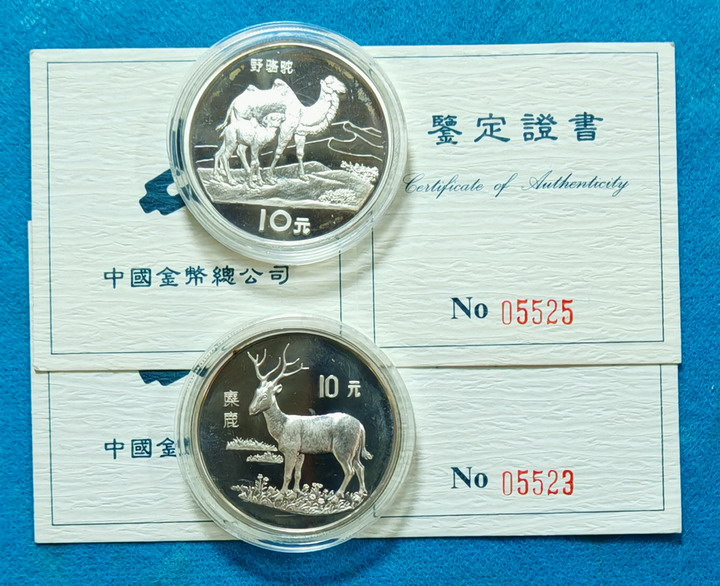 野骆驼
10元
鑒定證書
Certificate of Authenticity
中國金幣總公司
No 05525
10元
麋鹿
中國金
No 05523